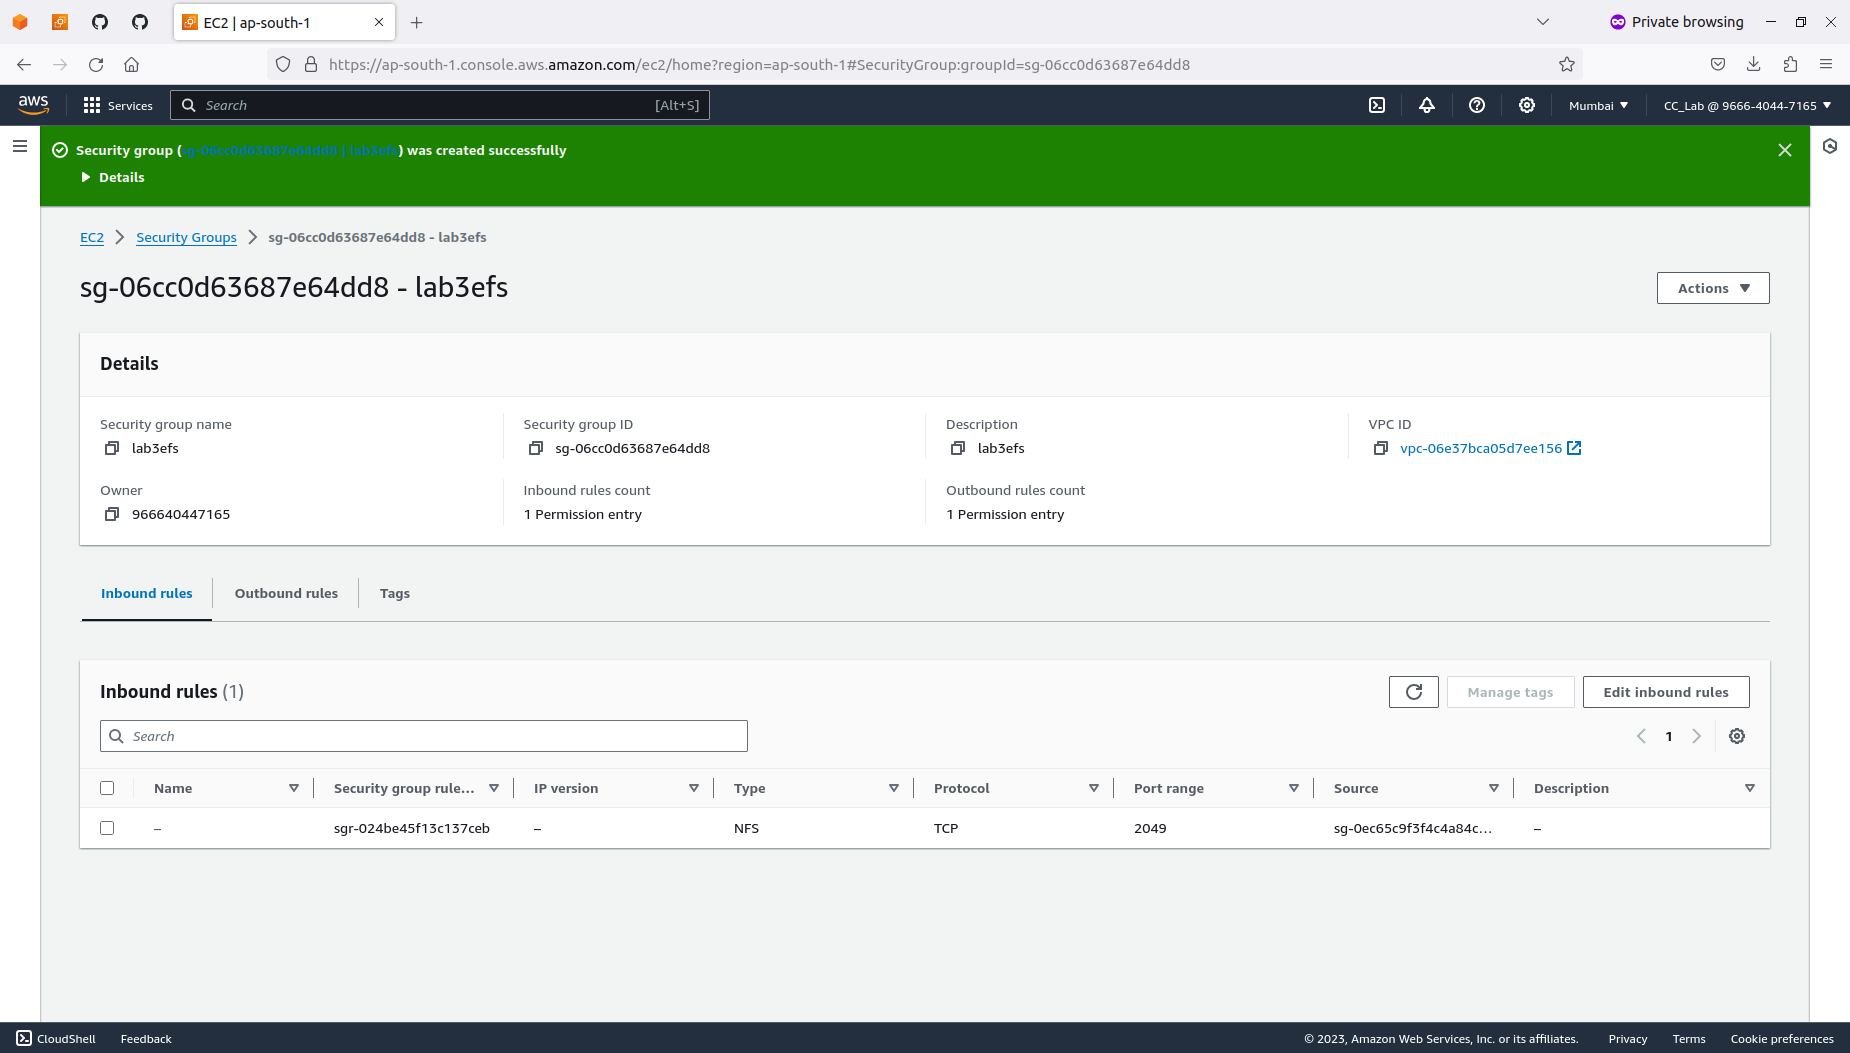 EC2 | ap-south-1
Private browsing
https://ap-south-1.console.aws.amazon.com/ec2/home?region=ap-south-1#SecurityGroup:groupId=sg-06cc0d63687e64dd8
aws Services Search [Alt+S] Mumbai CC_Lab @ 9666-4044-7165
Security group (sg-06cc0d63687e64dd8 | lab3efs) was created successfully
Details
EC2 Security Groups sg-06cc0d63687e64dd8 - lab3efs
sg-06cc0d63687e64dd8 - lab3efs
Actions
Details
Security group name Security group ID Description VPC ID
lab3efs sg-06cc0d63687e64dd8 lab3efs vpc-06e37bca05d7ee156
Owner Inbound rules count Outbound rules count
966640447165 1 Permission entry 1 Permission entry
Inbound rules Outbound rules Tags
Inbound rules (1) Manage tags Edit inbound rules
Search 1
Name Security group rule... IP version Type Protocol Port range Source Description
– sgr-024be45f13c137ceb – NFS TCP 2049 sg-0ec65c9f3f4c4a84c... –
CloudShell Feedback © 2023, Amazon Web Services, Inc. or its affiliates. Privacy Terms Cookie preferences